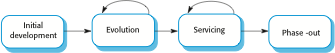 Initial
development
Evolution
Servicing
Phase -out